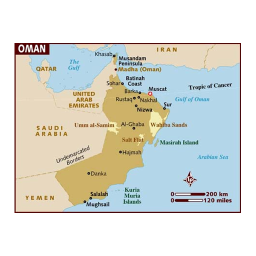 OMAN
IRAN
Khasab
Musandam
Peninsula
QATAR
The
Gulf
Madha (Oman)
Batinah
Coast
Sohar
Muscat
Tropic of Cancer
UNITED
ARAB
EMIRATES
Barka
Rustaq
Nakhal
Gulf of Oman
Nizwa
Sur
Umm al-Samim
Al-Ghaba
Wahiba Sands
SAUDI
ARABIA
Salt Flat
Masirah Island
Undemarcated
Borders
Hajmah
Arabian Sea
Danka
Kuria
Muria
Islands
Salalah
Mughsail
YEMEN
0 200 km
0 120 miles